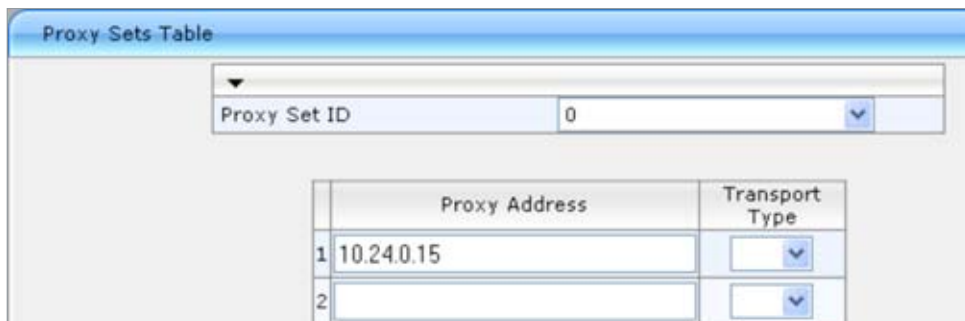 Proxy Sets Table
Proxy Set ID 0
Proxy Address Transport Type
1 10.24.0.15
2